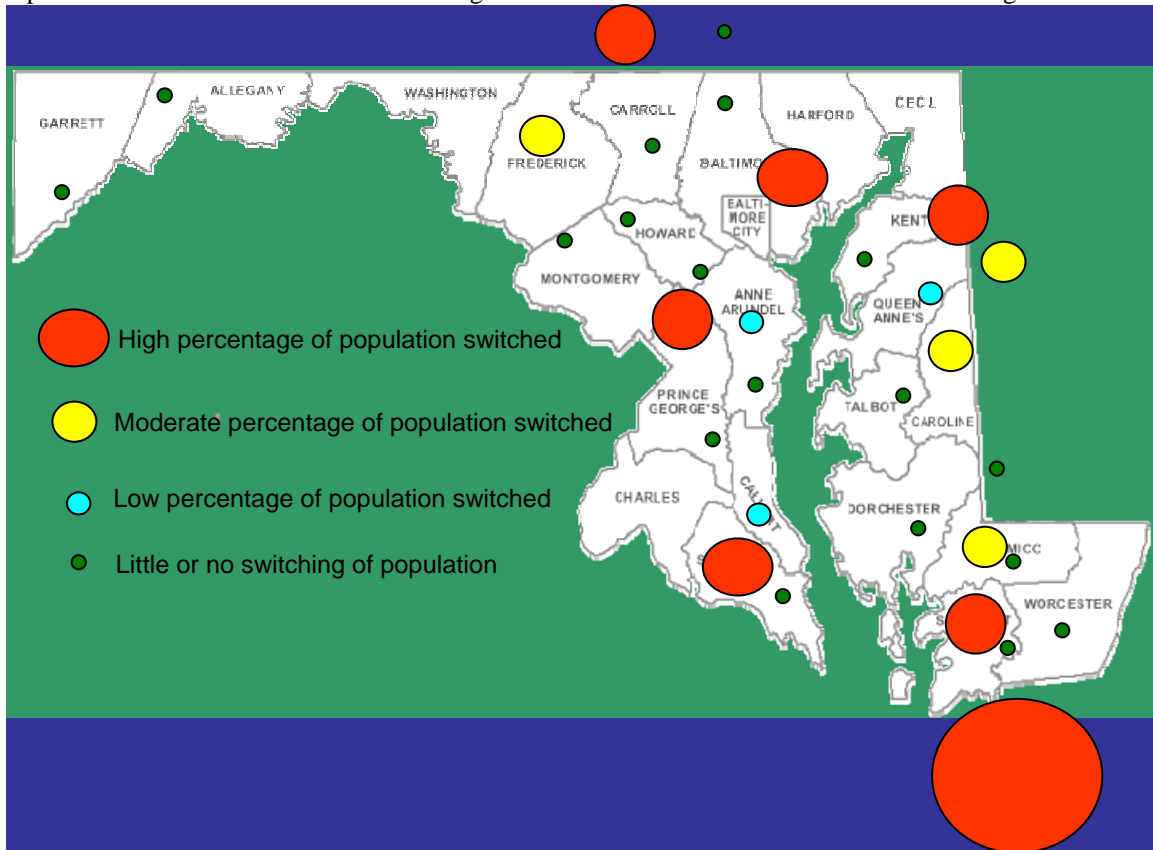 ALLEGANY
WASHINGTON
GARRETT
CARROLL
HARFORD
CECIL
FREDERICK
BALTIMO
EALTI-
MORE
CITY
KENT
HOWARD
MONTGOMERY
ANNE
ARUNDEL
QUEEN
ANNE'S
High percentage of population switched
PRINCE
GEORGE'S
TALBOT
CAROLINE
Moderate percentage of population switched
CHARLES
Low percentage of population switched
DORCHESTER
Little or no switching of population
MICC
WORCESTER